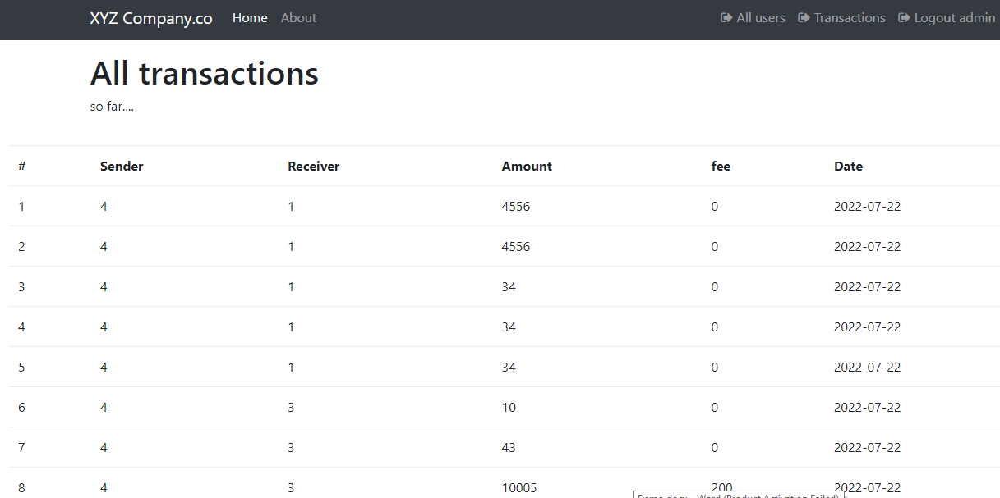 XYZ Company.co Home About All users Transactions Logout admin
All transactions
so far....
# Sender Receiver Amount fee Date
1 4 1 4556 0 2022-07-22
2 4 1 4556 0 2022-07-22
3 4 1 34 0 2022-07-22
4 4 1 34 0 2022-07-22
5 4 1 34 0 2022-07-22
6 4 3 10 0 2022-07-22
7 4 3 43 0 2022-07-22
8 4 3 10005 200 2022-07-22
Demo.docx - Word (Product Activation Failed)